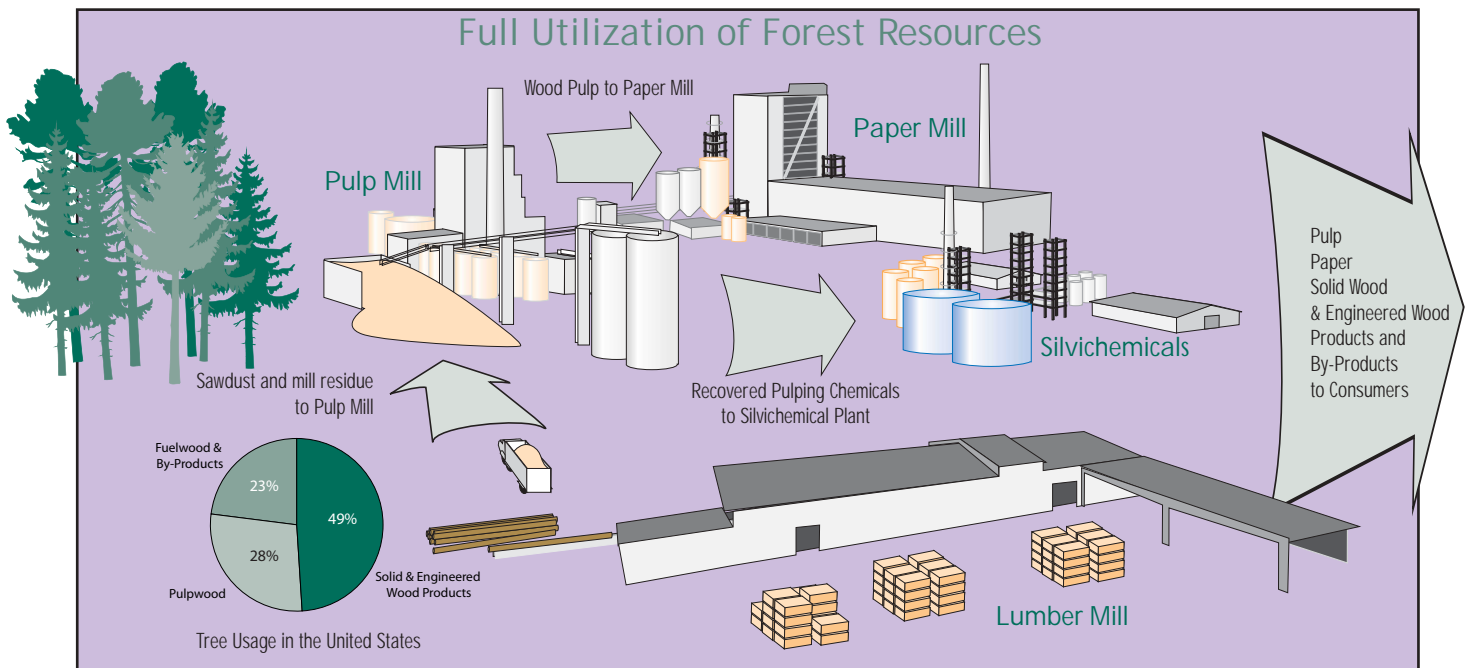 Full Utilization of Forest Resources
Wood Pulp to Paper Mill
Paper Mill
Pulp Mill
Pulp
Paper
Solid Wood
& Engineered Wood
Products and
By-Products
to Consumers
Silvichemicals
Sawdust and mill residue
to Pulp Mill
Recovered Pulping Chemicals
to Silvichemical Plant
Fuelwood &
By-Products
23%
49%
28%
Pulpwood
Solid & Engineered
Wood Products
Tree Usage in the United States
Lumber Mill